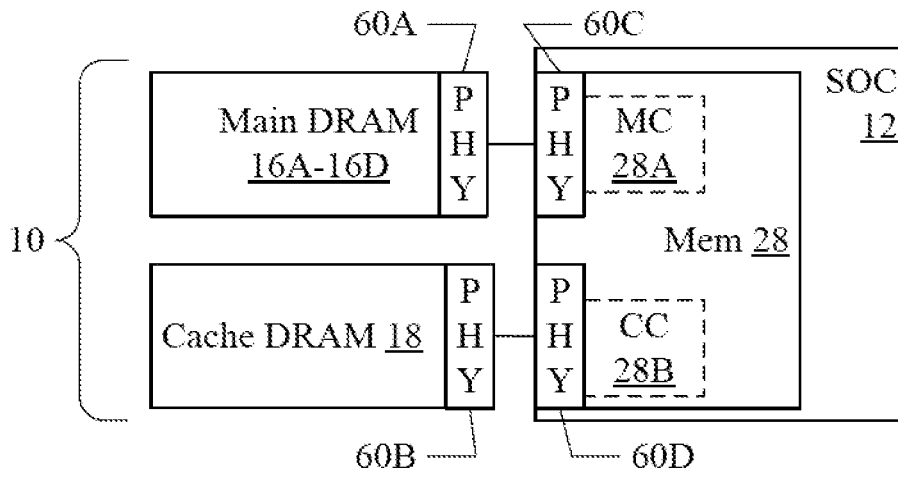 60A
60C
P
H
Y
P
H
Y
SOC
12
Main DRAM
16A-16D
MC
28A
10
Mem 28
P
H
Y
P
H
Y
Cache DRAM 18
CC
28B
60B
60D